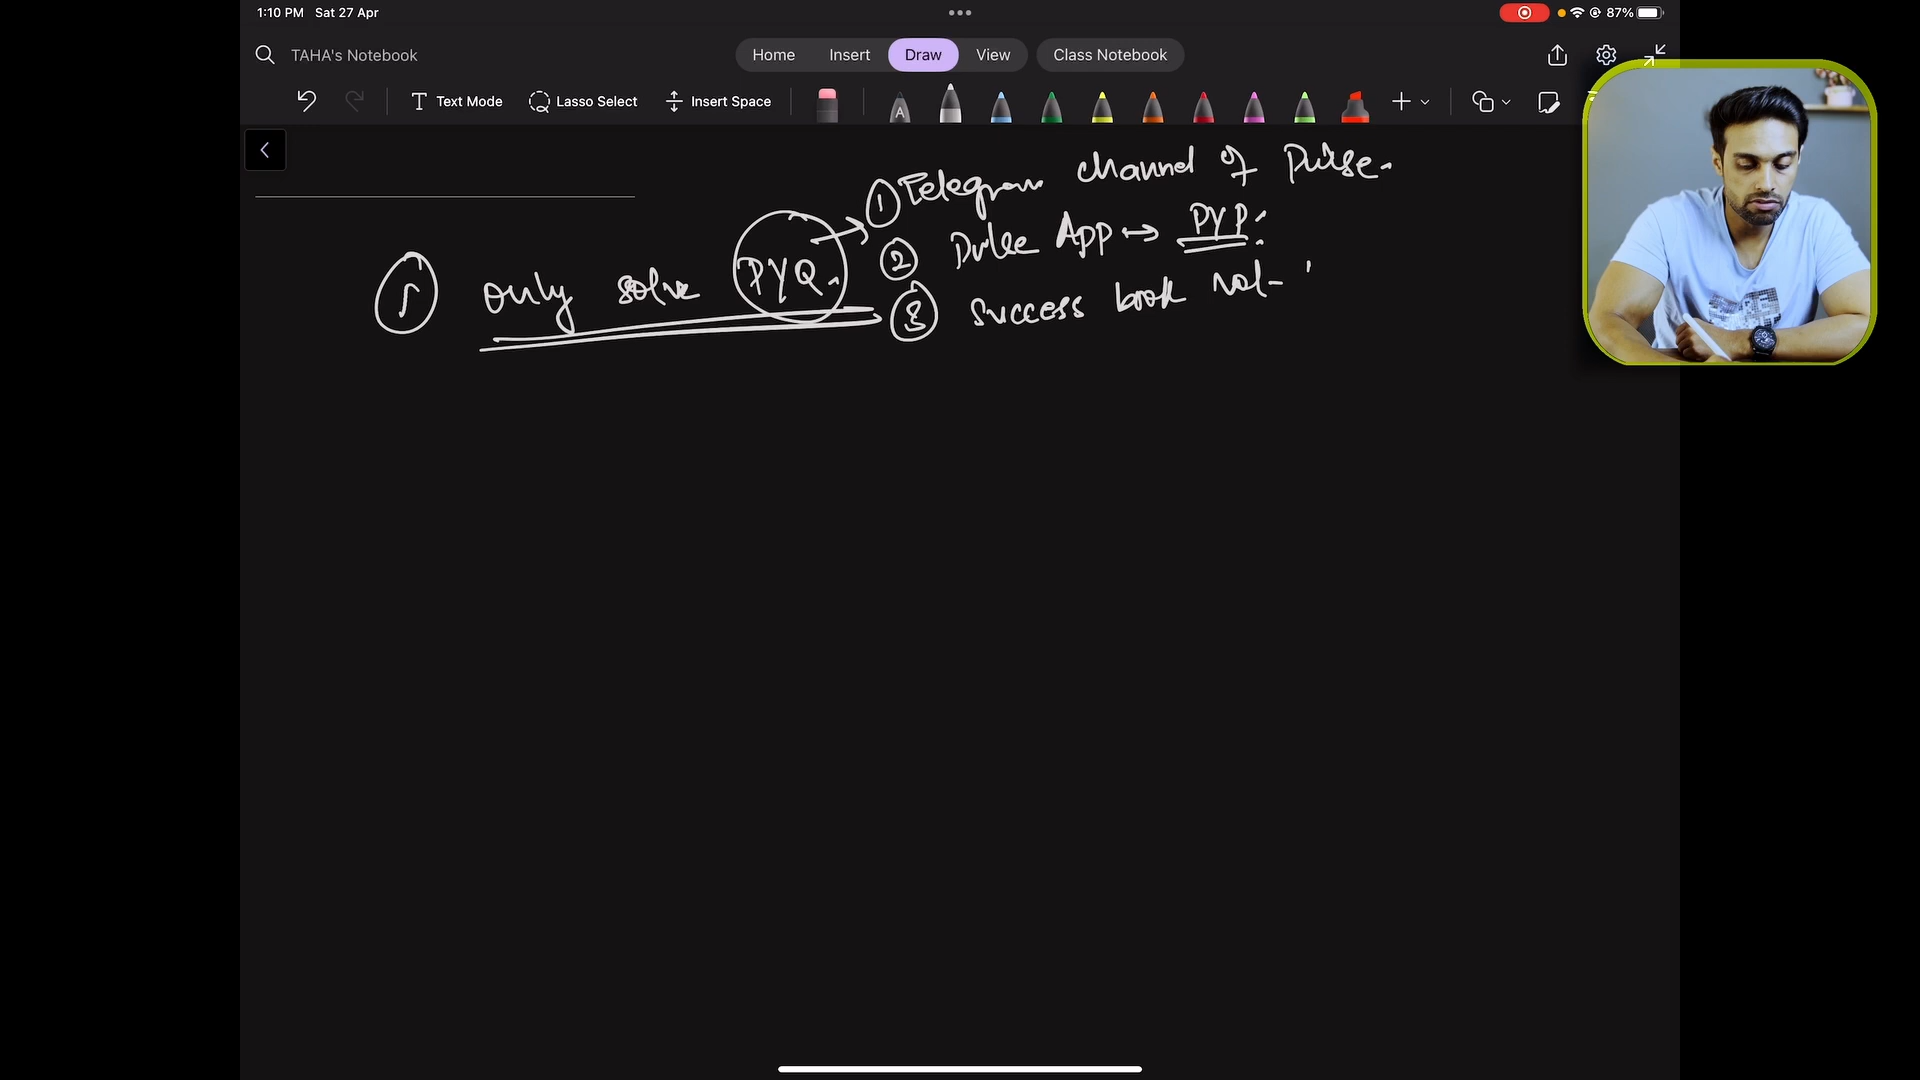 1:10 PM Sat 27 Apr
87%
TAHA's Notebook
Home Insert Draw View Class Notebook
Text Mode Lasso Select Insert Space
A
① Telegram channel of Pulse.
① only solve PYQ.
② Pulse App → PYP:
③ Success book vol-1